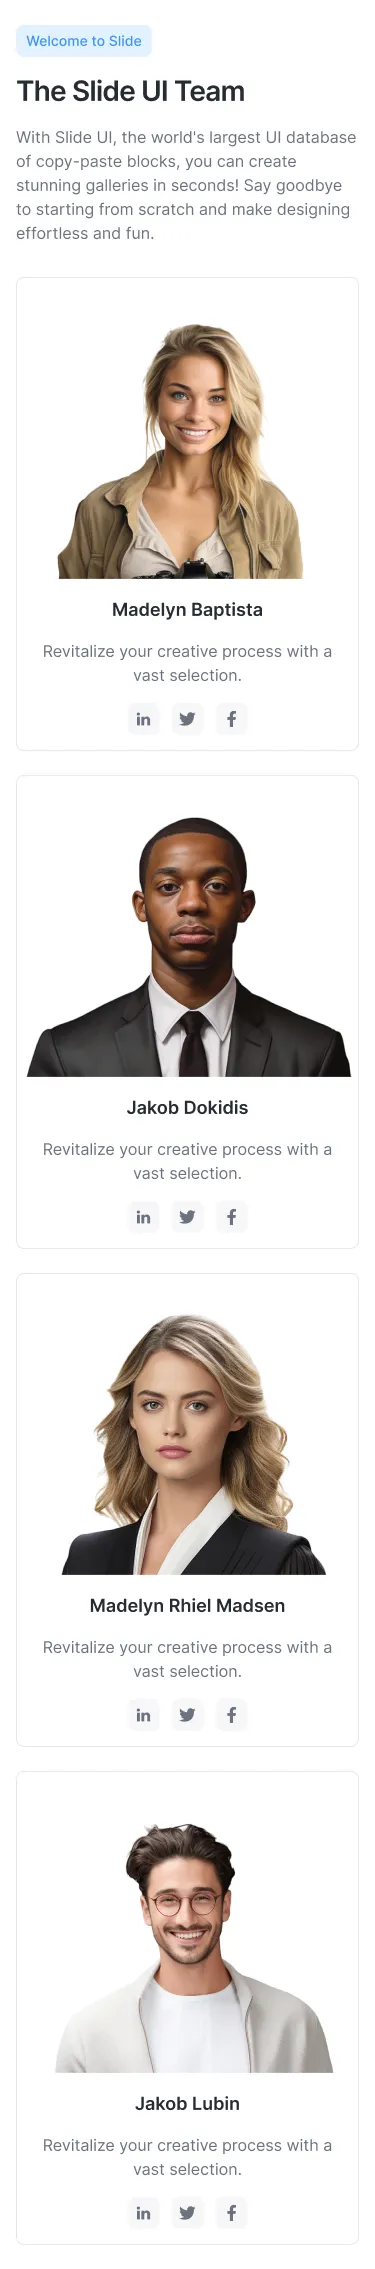 Welcome to Slide
The Slide UI Team
With Slide UI, the world's largest UI database
of copy-paste blocks, you can create
stunning galleries in seconds! Say goodbye
to starting from scratch and make designing
effortless and fun.
Madelyn Baptista
Revitalize your creative process with a
vast selection.
in
f
Jakob Dokidis
Revitalize your creative process with a
vast selection.
in
f
Madelyn Rhiel Madsen
Revitalize your creative process with a
vast selection.
in
f
Jakob Lubin
Revitalize your creative process with a
vast selection.
in
f